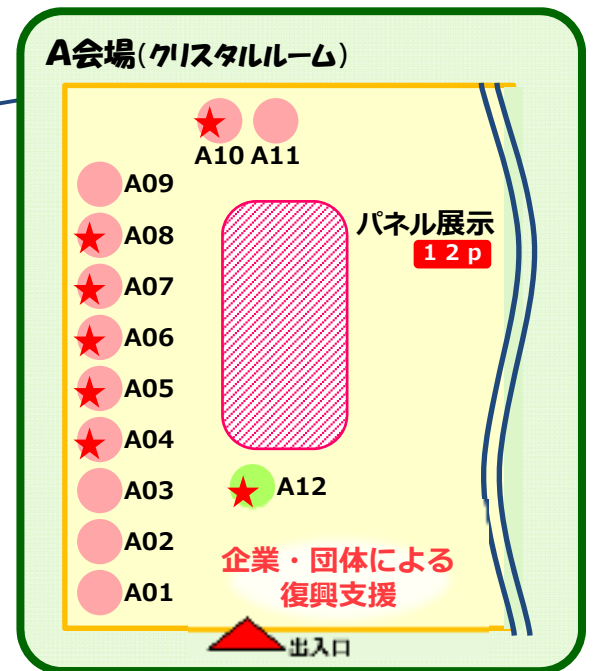 A会場(クリスタルルーム)
A10 A11
A09
パネル展示
12p
A08
A07
A06
A05
A04
A03
A12
A02
企業・団体による
復興支援
A01
出入口